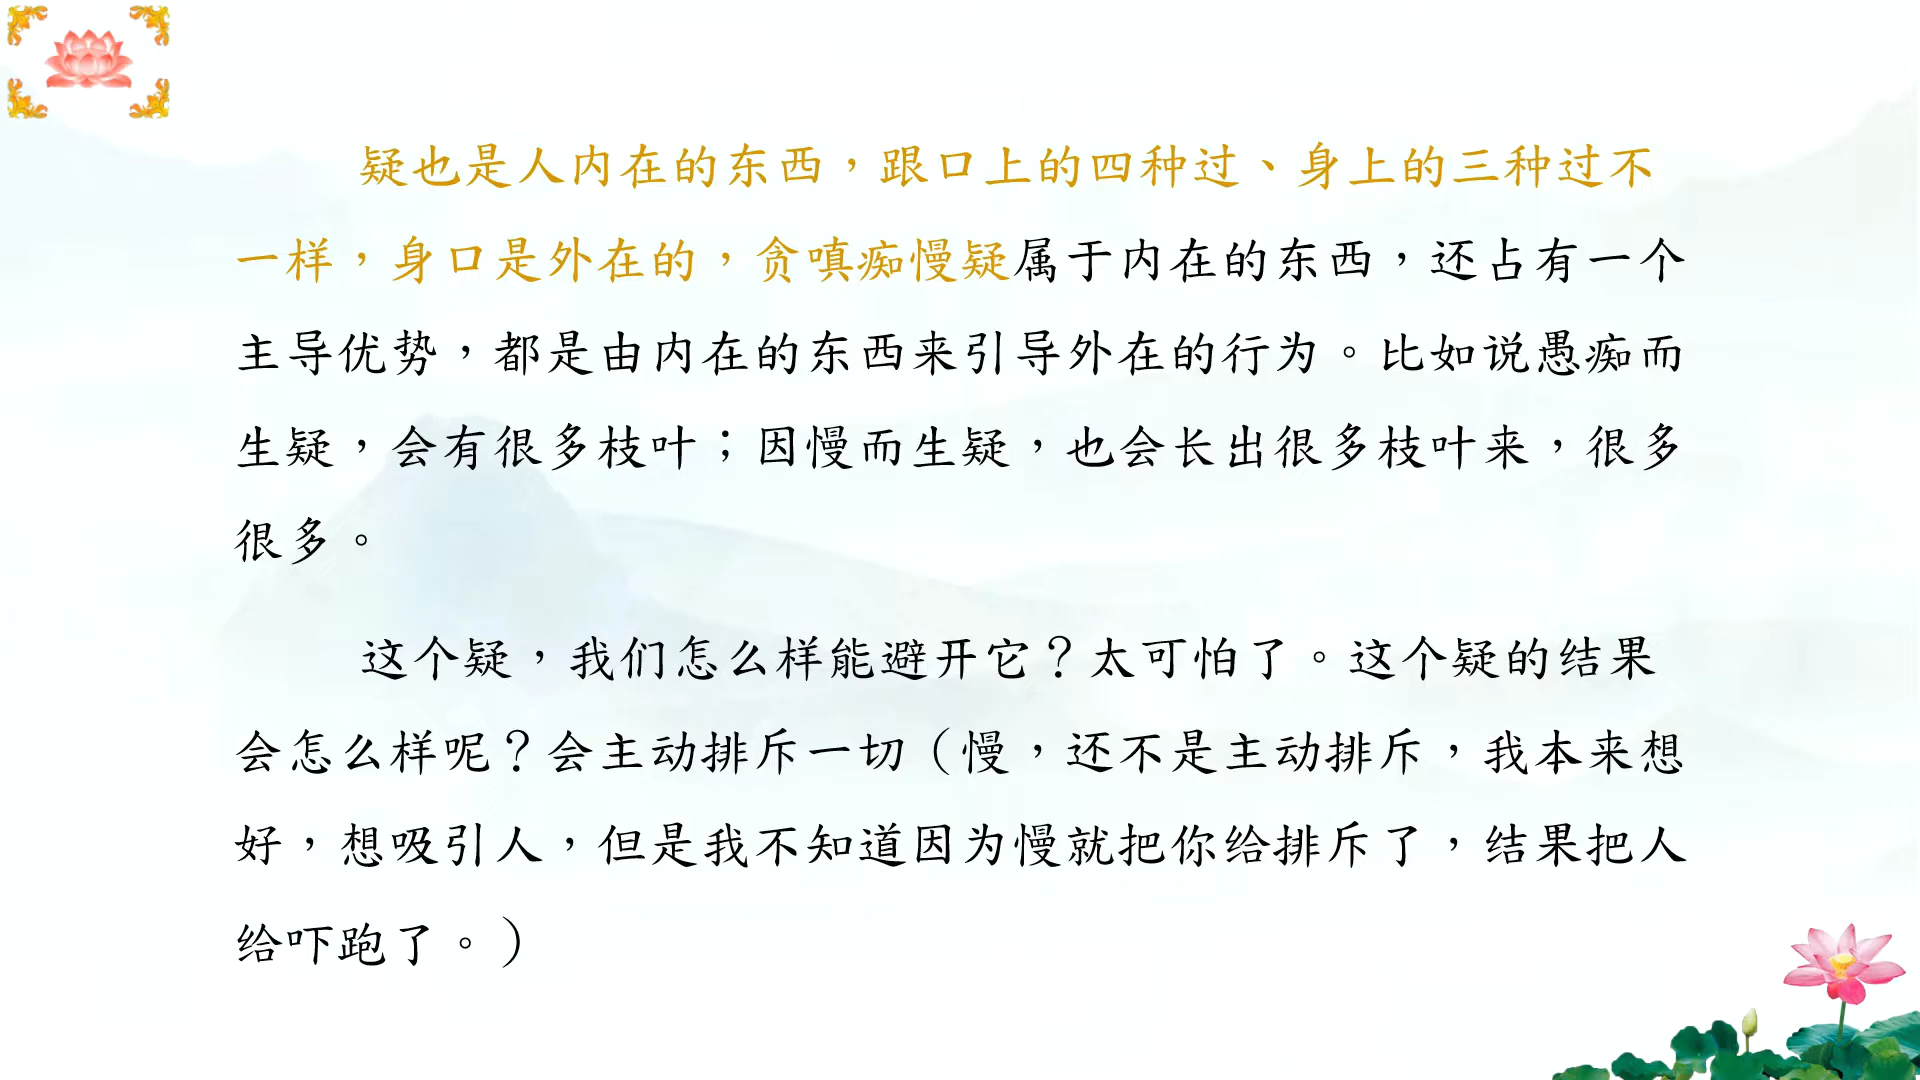 疑也是人内在的东西，跟口上的四种过、身上的三种过不
一样，身口是外在的，贪嗔痴慢疑属于内在的东西，还占有一个
主导优势，都是由内在的东西来引导外在的行为。比如说愚痴而
生疑，会有很多枝叶；因慢而生疑，也会长出很多枝叶来，很多
很多。
这个疑，我们怎么样能避开它？太可怕了。这个疑的结果
会怎么样呢？会主动排斥一切（慢，还不是主动排斥，我本来想
好，想吸引人，但是我不知道因为慢就把你给排斥了，结果把人
给吓跑了。）